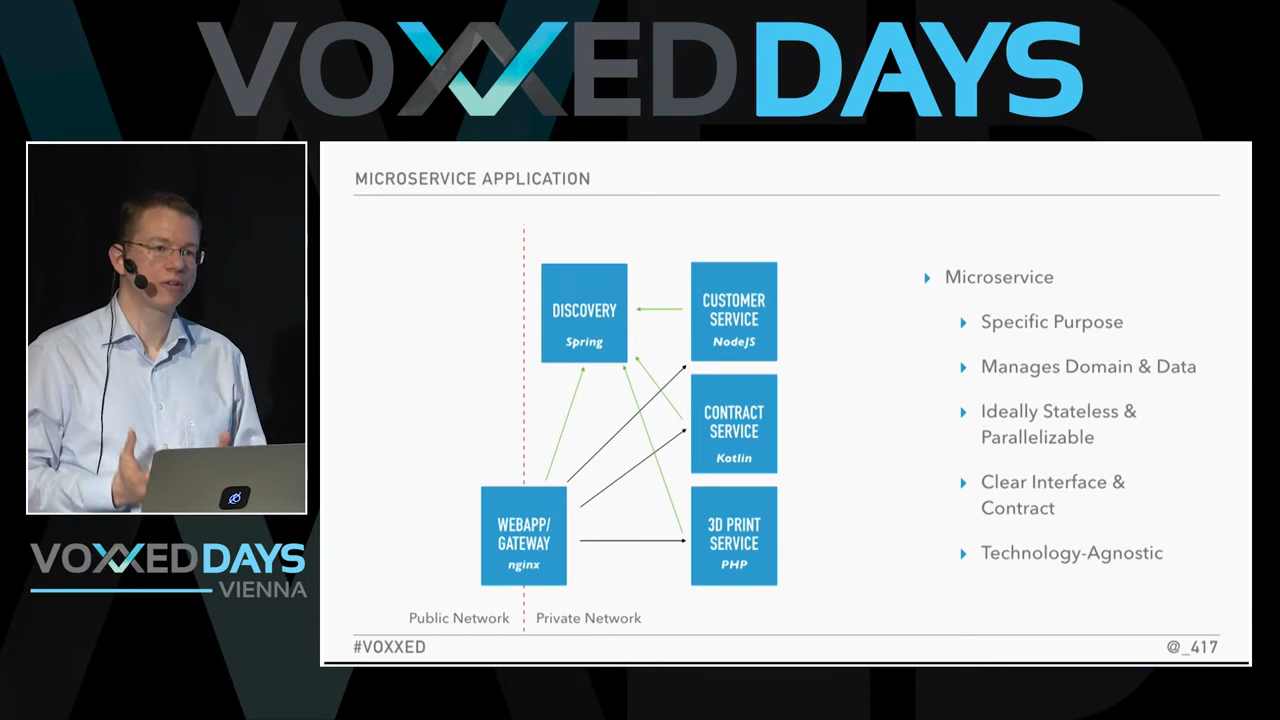 VOXXED DAYS
MICROSERVICE APPLICATION
DISCOVERY
Spring
CUSTOMER
SERVICE
NodeJS
CONTRACT
SERVICE
Kotlin
WEBAPP/
GATEWAY
nginx
3D PRINT
SERVICE
PHP
Public Network
Private Network
Microservice
Specific Purpose
Manages Domain & Data
Ideally Stateless &
Parallelizable
Clear Interface &
Contract
Technology-Agnostic
#VOXXED
@_417
VOXXED DAYS
VIENNA